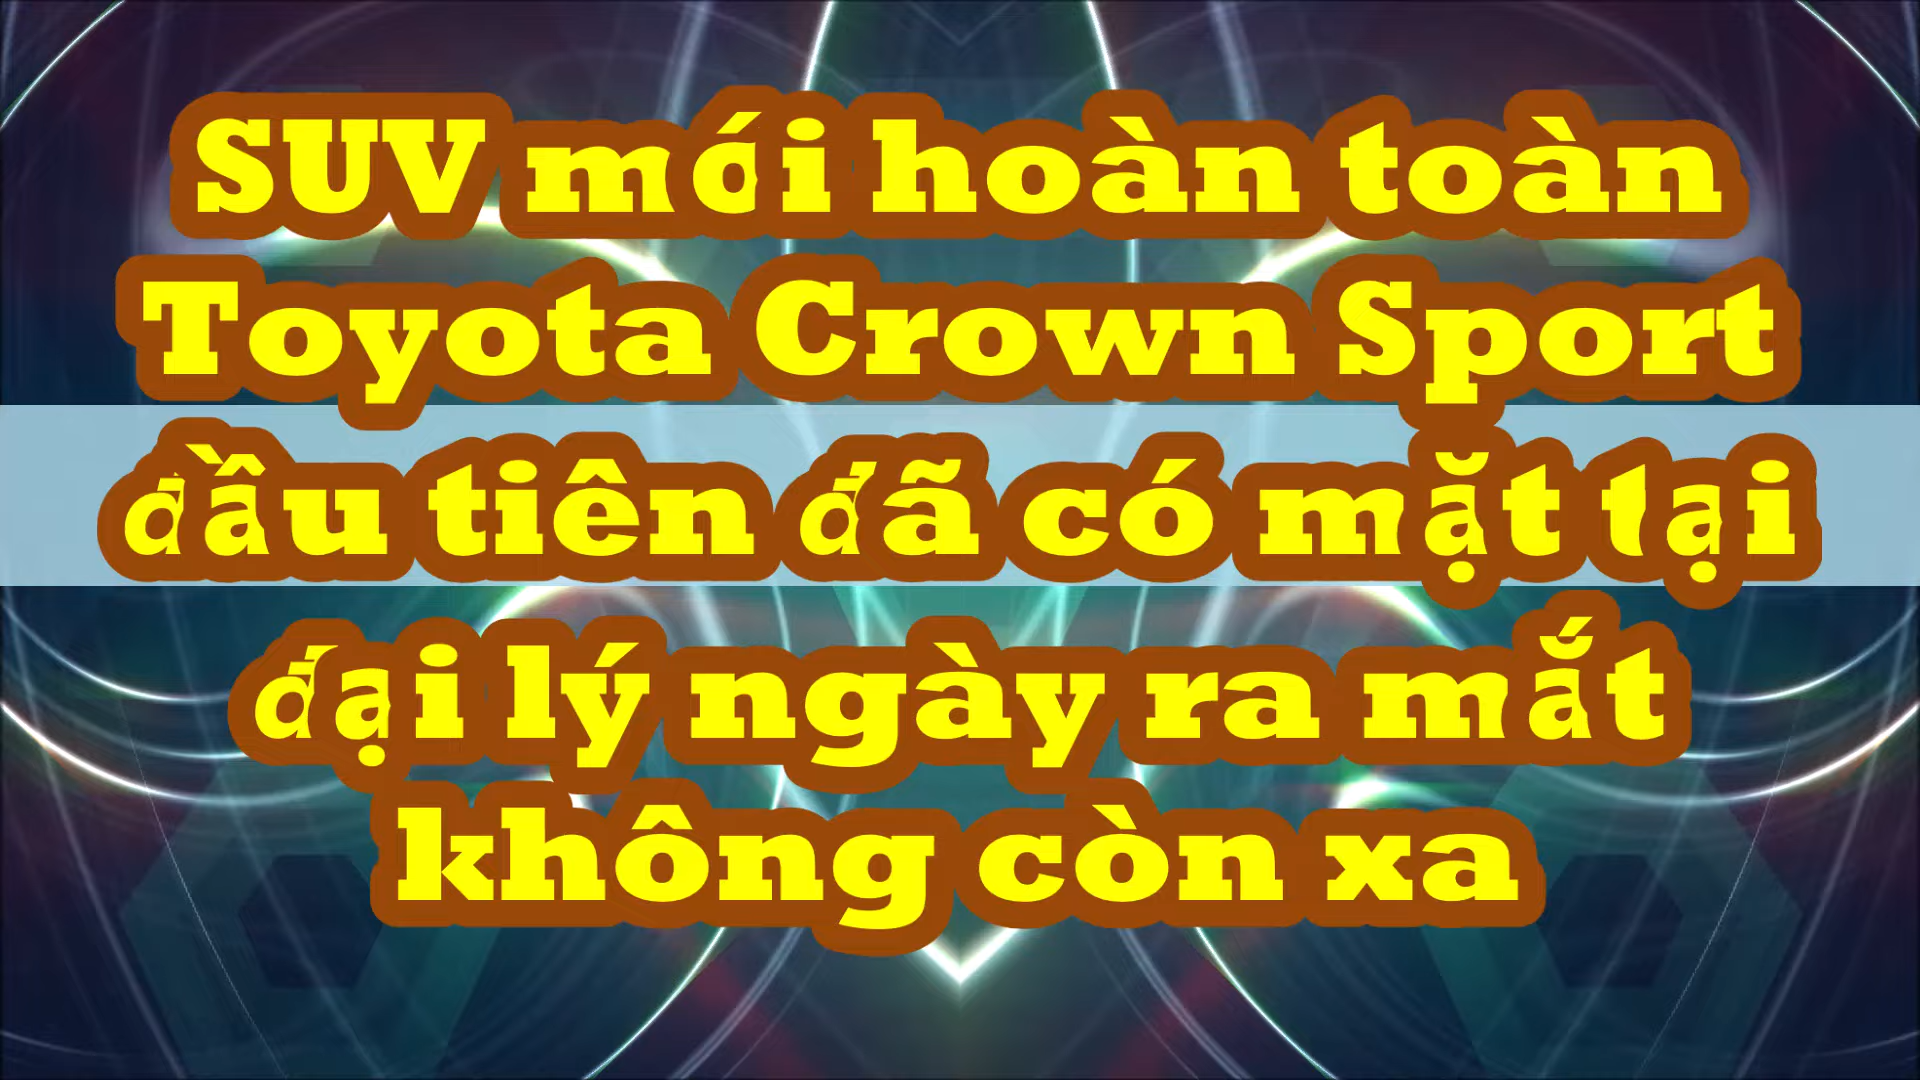 SUV mới hoàn toàn
Toyota Crown Sport
đầu tiên đã có mặt tại
đại lý ngày ra mắt
không còn xa